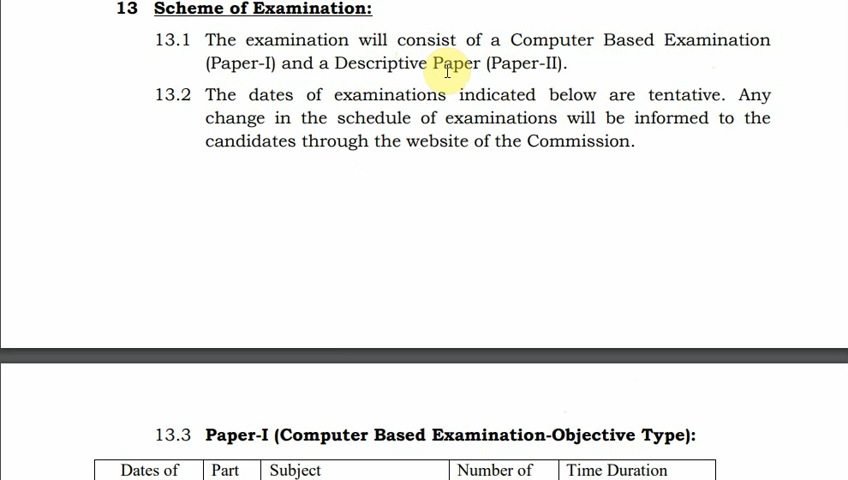 13 Scheme of Examination:
13.1 The examination will consist of a Computer Based Examination
(Paper-I) and a Descriptive Paper (Paper-II).
13.2 The dates of examinations indicated below are tentative. Any
change in the schedule of examinations will be informed to the
candidates through the website of the Commission.
13.3 Paper-I (Computer Based Examination-Objective Type):
Dates of Part Subject Number of Time Duration